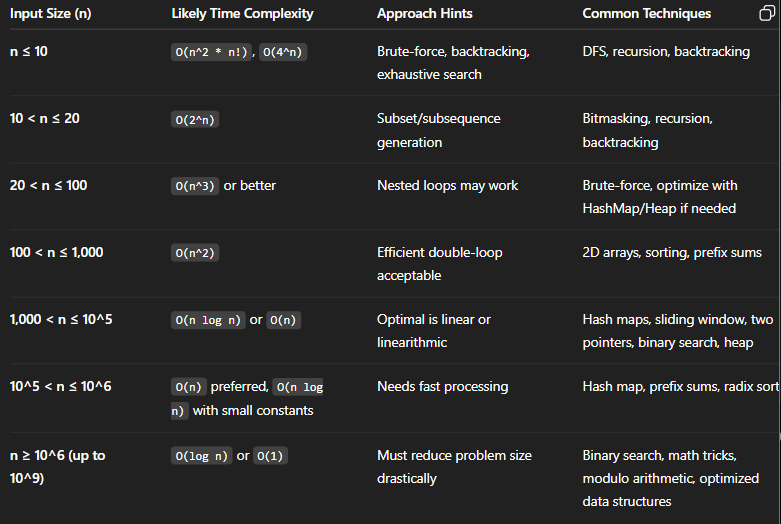 Input Size (n) Likely Time Complexity Approach Hints Common Techniques
n ≤ 10 O(n^2 * n!), O(4^n) Brute-force, backtracking, DFS, recursion, backtracking
exhaustive search
10 < n ≤ 20 O(2^n) Subset/subsequence Bitmasking, recursion,
generation backtracking
20 < n ≤ 100 O(n^3) or better Nested loops may work Brute-force, optimize with
HashMap/Heap if needed
100 < n ≤ 1,000 O(n^2) Efficient double-loop 2D arrays, sorting, prefix sums
acceptable
1,000 < n ≤ 10^5 O(n log n) or O(n) Optimal is linear or Hash maps, sliding window, two
linearithmic pointers, binary search, heap
10^5 < n ≤ 10^6 O(n) preferred, O(n log Needs fast processing Hash map, prefix sums, radix sort
n) with small constants
n ≥ 10^6 (up to O(log n) or O(1) Must reduce problem size Binary search, math tricks,
10^9) drastically modulo arithmetic, optimized
data structures